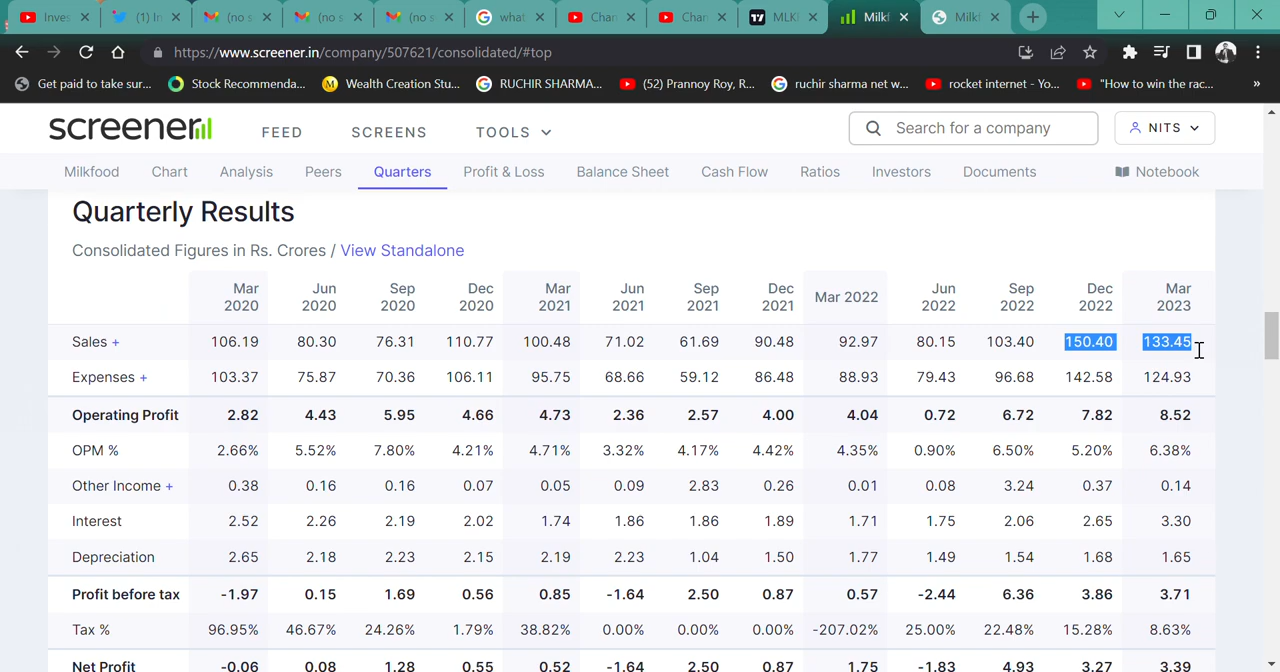 Inves
(1) In
(no s
(no s
(no s
what
Chan
Chan
MLKF
Milkf
Milkf
https://www.screener.in/company/507621/consolidated/#top
Get paid to take sur...
Stock Recommenda...
Wealth Creation Stu...
RUCHIR SHARMA...
(52) Prannoy Roy, R...
ruchir sharma net w...
rocket internet - Yo...
"How to win the rac...
»
screener
FEED
SCREENS
TOOLS
Search for a company
NITS
Milkfood
Chart
Analysis
Peers
Quarters
Profit & Loss
Balance Sheet
Cash Flow
Ratios
Investors
Documents
Notebook
Quarterly Results
Consolidated Figures in Rs. Crores / View Standalone
Mar 2020 Jun 2020 Sep 2020 Dec 2020 Mar 2021 Jun 2021 Sep 2021 Dec 2021 Mar 2022 Jun 2022 Sep 2022 Dec 2022 Mar 2023
Sales + 106.19 80.30 76.31 110.77 100.48 71.02 61.69 90.48 92.97 80.15 103.40 150.40 133.45
Expenses + 103.37 75.87 70.36 106.11 95.75 68.66 59.12 86.48 88.93 79.43 96.68 142.58 124.93
Operating Profit 2.82 4.43 5.95 4.66 4.73 2.36 2.57 4.00 4.04 0.72 6.72 7.82 8.52
OPM % 2.66% 5.52% 7.80% 4.21% 4.71% 3.32% 4.17% 4.42% 4.35% 0.90% 6.50% 5.20% 6.38%
Other Income + 0.38 0.16 0.16 0.07 0.05 0.09 2.83 0.26 0.01 0.08 3.24 0.37 0.14
Interest 2.52 2.26 2.19 2.02 1.74 1.86 1.86 1.89 1.71 1.75 2.06 2.65 3.30
Depreciation 2.65 2.18 2.23 2.15 2.19 2.23 1.04 1.50 1.77 1.49 1.54 1.68 1.65
Profit before tax -1.97 0.15 1.69 0.56 0.85 -1.64 2.50 0.87 0.57 -2.44 6.36 3.86 3.71
Tax % 96.95% 46.67% 24.26% 1.79% 38.82% 0.00% 0.00% 0.00% -207.02% 25.00% 22.48% 15.28% 8.63%
Net Profit -0.06 0.08 1.28 0.55 0.52 -1.64 2.50 0.87 1.75 -1.83 4.93 3.27 3.39